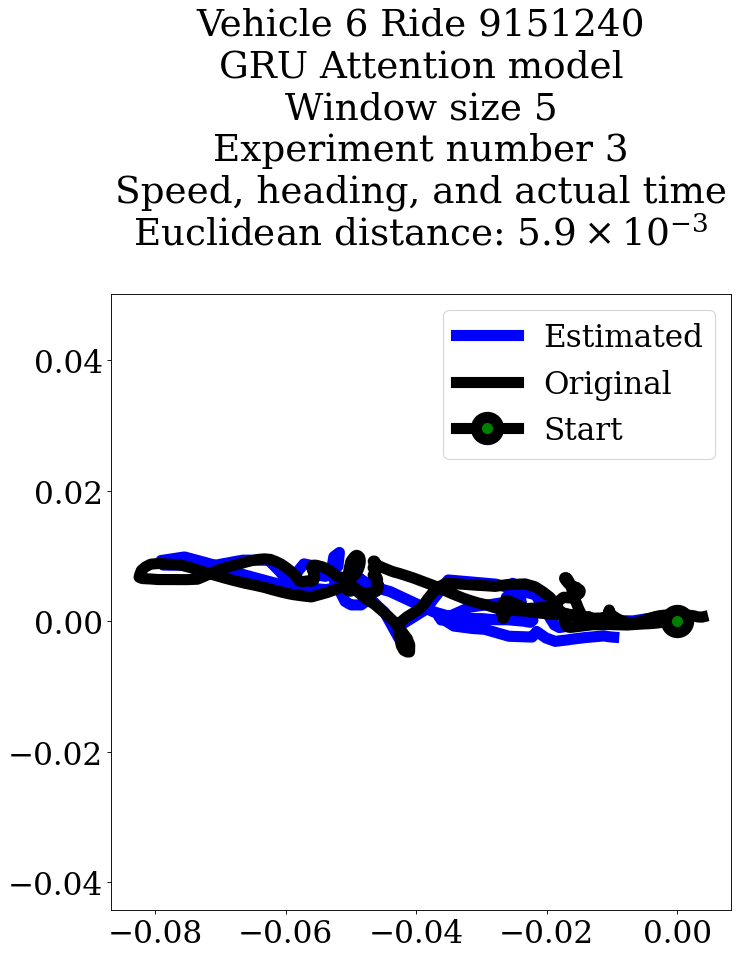 Vehicle 6 Ride 9151240
GRU Attention model
Window size 5
Experiment number 3
Speed, heading, and actual time
Euclidean distance: 5.9 × 10⁻³
Estimated
Original
Start
0.04
0.02
0.00
−0.02
−0.04
−0.08 −0.06 −0.04 −0.02 0.00